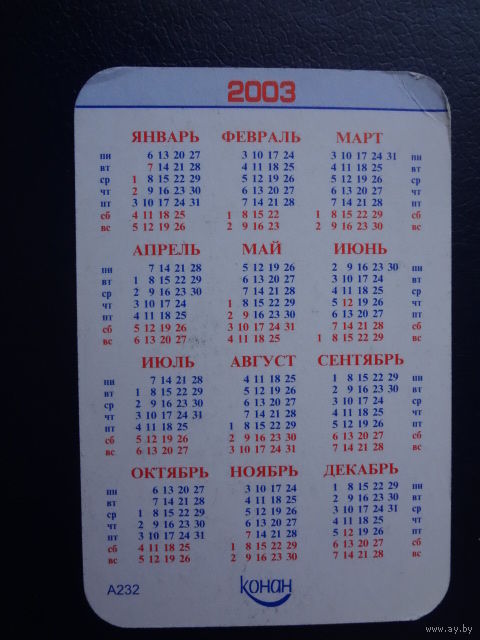 2003
ЯНВАРЬ ФЕВРАЛЬ МАРТ
пн 6 13 20 27 3 10 17 24 3 10 17 24 31 пн
вт 7 14 21 28 4 11 18 25 4 11 18 25 вт
ср 1 8 15 22 29 5 12 19 26 5 12 19 26 ср
чт 2 9 16 23 30 6 13 20 27 6 13 20 27 чт
пт 3 10 17 24 31 7 14 21 28 7 14 21 28 пт
сб 4 11 18 25 1 8 15 22 1 8 15 22 29 сб
вс 5 12 19 26 2 9 16 23 2 9 16 23 30 вс
АПРЕЛЬ МАЙ ИЮНЬ
пн 7 14 21 28 5 12 19 26 2 9 16 23 30 пн
вт 1 8 15 22 29 6 13 20 27 3 10 17 24 вт
ср 2 9 16 23 30 7 14 21 28 4 11 18 25 ср
чт 3 10 17 24 1 8 15 22 29 5 12 19 26 чт
пт 4 11 18 25 2 9 16 23 30 6 13 20 27 пт
сб 5 12 19 26 3 10 17 24 31 7 14 21 28 сб
вс 6 13 20 27 4 11 18 25 1 8 15 22 29 вс
ИЮЛЬ АВГУСТ СЕНТЯБРЬ
пн 7 14 21 28 4 11 18 25 1 8 15 22 29 пн
вт 1 8 15 22 29 5 12 19 26 2 9 16 23 30 вт
ср 2 9 16 23 30 6 13 20 27 3 10 17 24 ср
чт 3 10 17 24 31 7 14 21 28 4 11 18 25 чт
пт 4 11 18 25 1 8 15 22 29 5 12 19 26 пт
сб 5 12 19 26 2 9 16 23 30 6 13 20 27 сб
вс 6 13 20 27 3 10 17 24 31 7 14 21 28 вс
ОКТЯБРЬ НОЯБРЬ ДЕКАБРЬ
пн 6 13 20 27 3 10 17 24 1 8 15 22 29 пн
вт 7 14 21 28 4 11 18 25 2 9 16 23 30 вт
ср 1 8 15 22 29 5 12 19 26 3 10 17 24 31 ср
чт 2 9 16 23 30 6 13 20 27 4 11 18 25 чт
пт 3 10 17 24 31 7 14 21 28 5 12 19 26 пт
сб 4 11 18 25 1 8 15 22 29 6 13 20 27 сб
вс 5 12 19 26 2 9 16 23 30 7 14 21 28 вс
А232 конан
www.ay.by